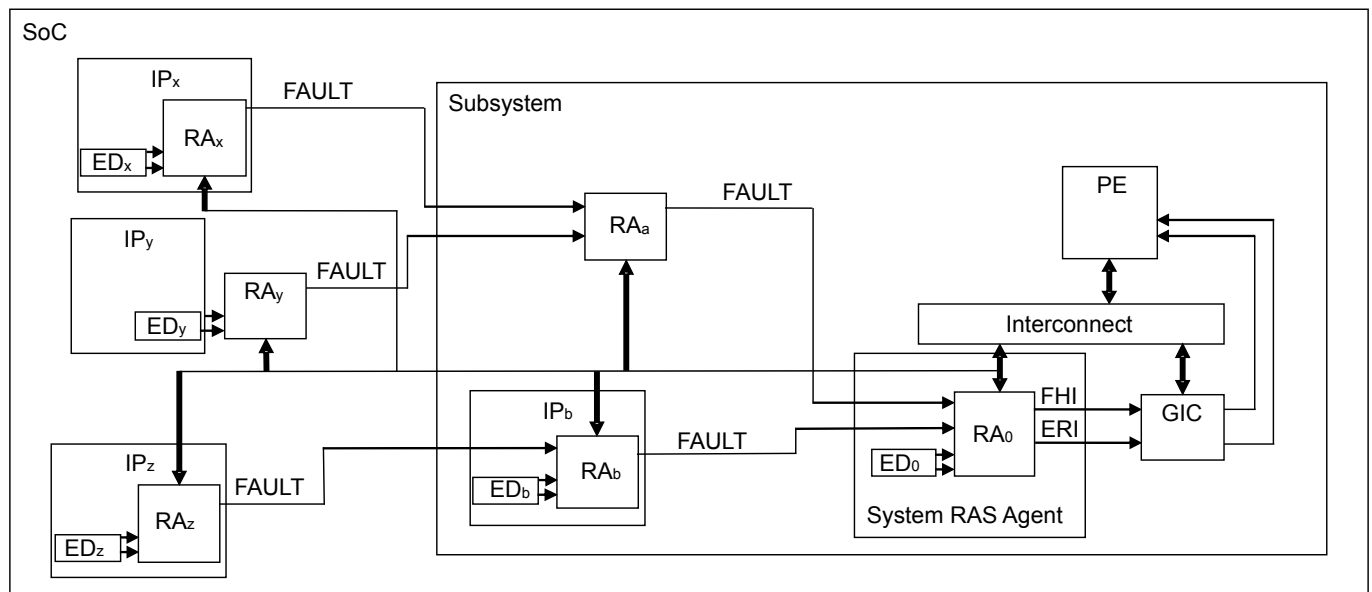 SoC
IPx
FAULT
RAx
EDx
Subsystem
PE
FAULT
RAa
IPy
FAULT
RAy
EDy
Interconnect
IPb
FHI
GIC
RA0
ERI
FAULT
RAb
EDb
ED0
IPz
FAULT
RAz
EDz
System RAS Agent